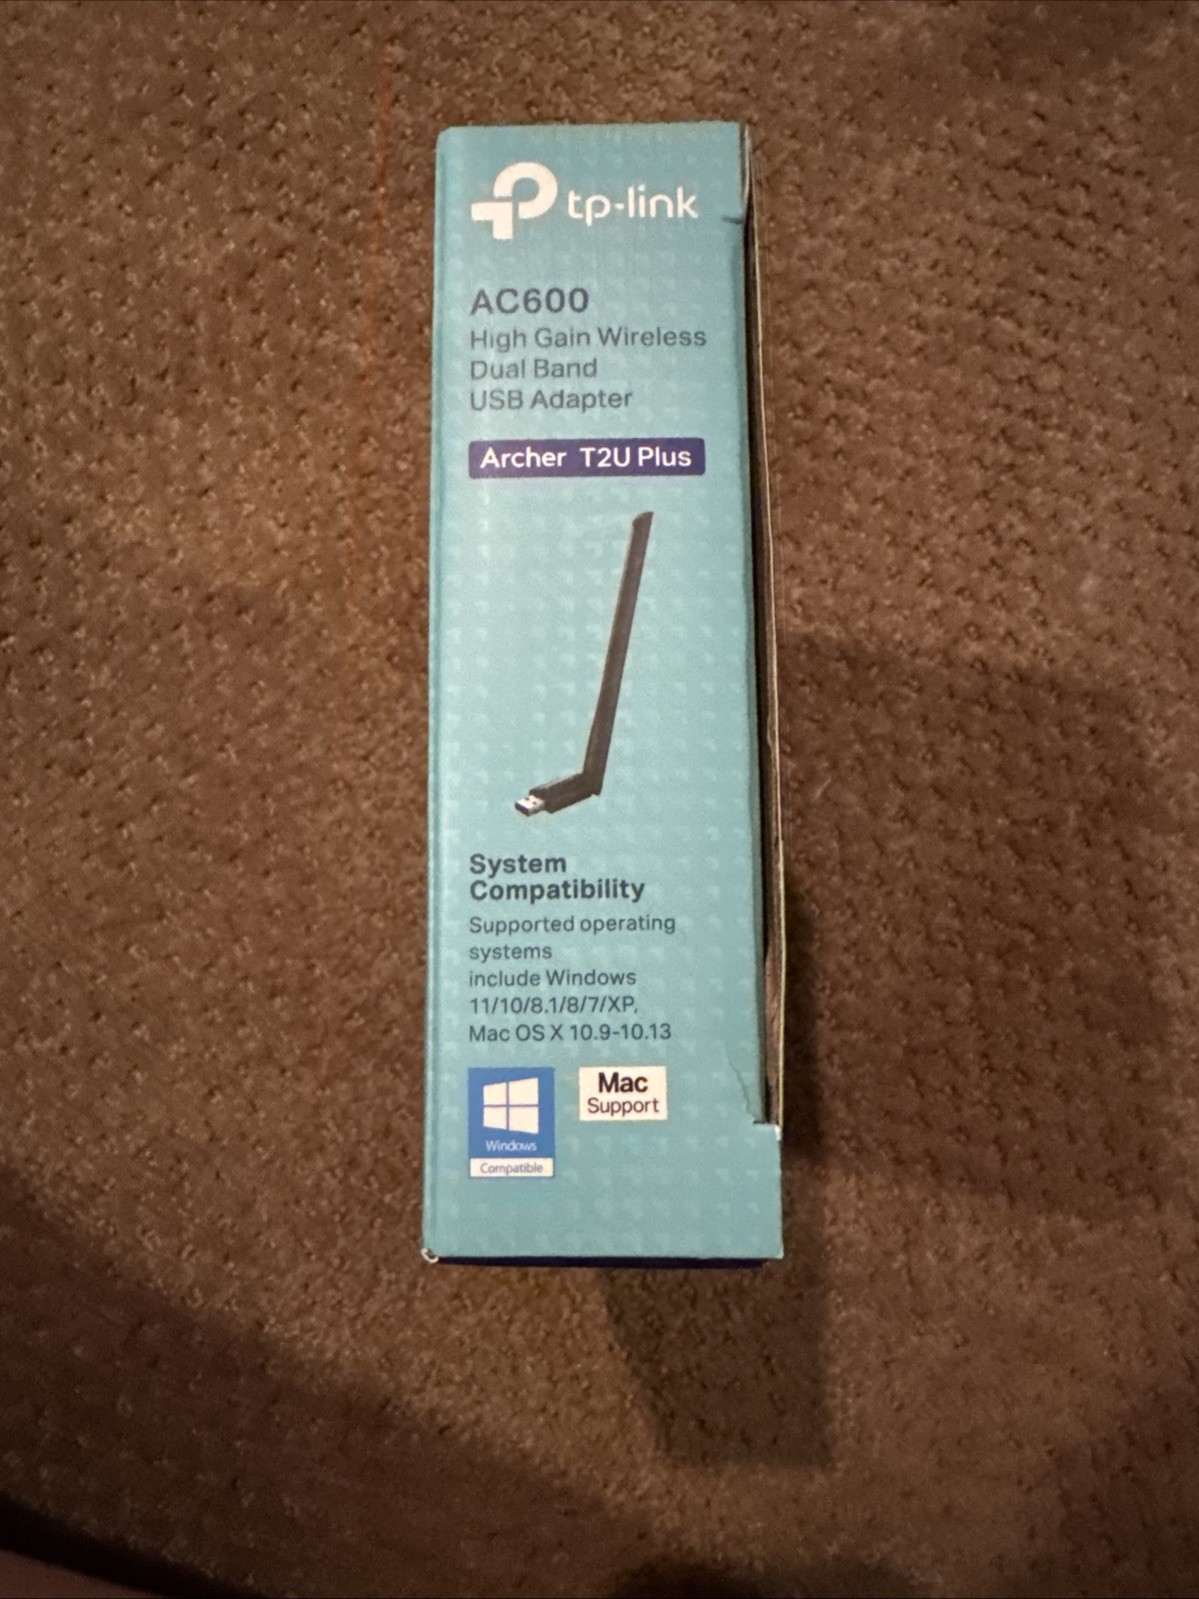 tp-link
AC600
High Gain Wireless
Dual Band
USB Adapter
Archer T2U Plus
System
Compatibility
Supported operating
systems
include Windows
11/10/8.1/8/7/XP,
Mac OS X 10.9-10.13
Mac
Support
Windows
Compatible